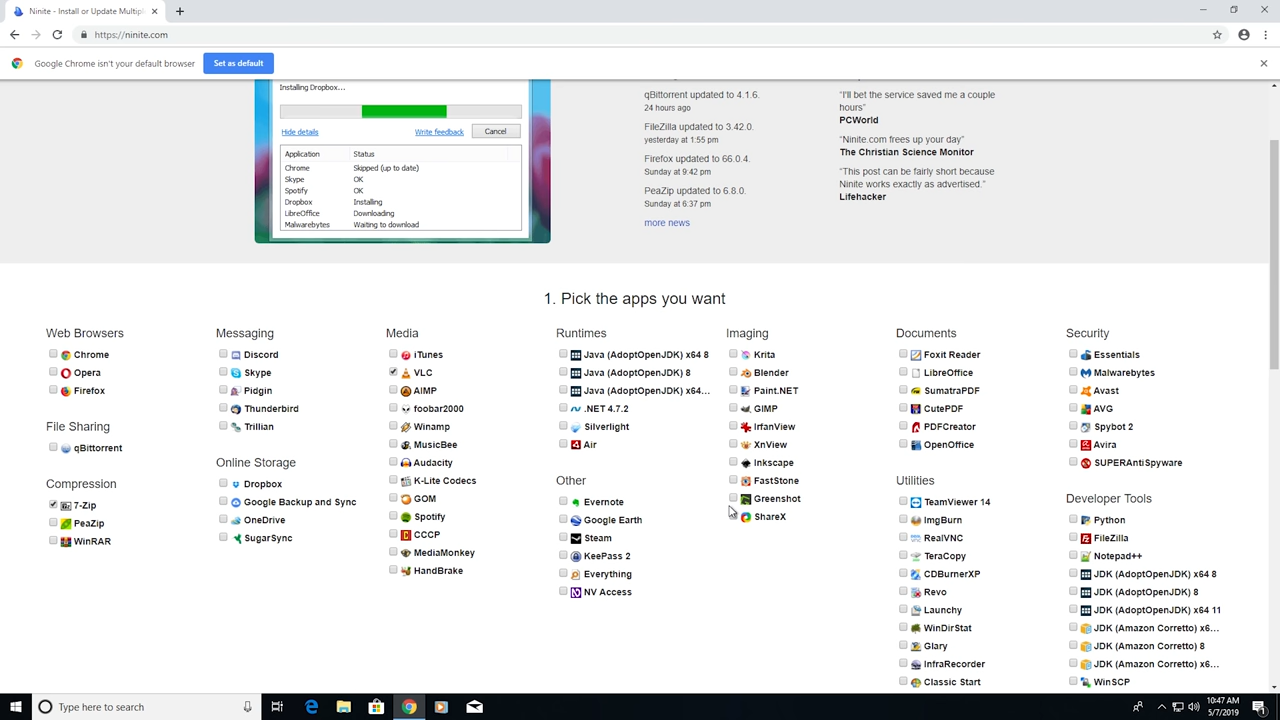 Ninite - Install or Update Multipl
https://ninite.com
Google Chrome isn't your default browser
Set as default
Installing Dropbox...
Hide details
Write feedback
Cancel
Application Status
Chrome Skipped (up to date)
Skype OK
Spotify OK
Dropbox Installing
LibreOffice Downloading
Malwarebytes Waiting to download
qBittorrent updated to 4.1.6.
24 hours ago
FileZilla updated to 3.42.0.
yesterday at 1:55 pm
Firefox updated to 66.0.4.
Sunday at 9:42 pm
PeaZip updated to 6.8.0.
Sunday at 6:37 pm
more news
"I'll bet the service saved me a couple
hours"
PCWorld
"Ninite.com frees up your day"
The Christian Science Monitor
"This post can be fairly short because
Ninite works exactly as advertised."
Lifehacker
1. Pick the apps you want
Web Browsers
Chrome
Opera
Firefox
File Sharing
qBittorrent
Compression
7-Zip
PeaZip
WinRAR
Messaging
Discord
Skype
Pidgin
Thunderbird
Trillian
Online Storage
Dropbox
Google Backup and Sync
OneDrive
SugarSync
Media
iTunes
VLC
AIMP
foobar2000
Winamp
MusicBee
Audacity
K-Lite Codecs
GOM
Spotify
CCCP
MediaMonkey
HandBrake
Runtimes
Java (AdoptOpenJDK) x64 8
Java (AdoptOpenJDK) 8
Java (AdoptOpenJDK) x64...
.NET 4.7.2
Silverlight
Air
Other
Evernote
Google Earth
Steam
KeePass 2
Everything
NV Access
Imaging
Krita
Blender
Paint.NET
GIMP
IrfanView
XnView
Inkscape
FastStone
Greenshot
ShareX
Documents
Foxit Reader
LibreOffice
SumatraPDF
CutePDF
PDFCreator
OpenOffice
Utilities
TeamViewer 14
ImgBurn
RealVNC
TeraCopy
CDBurnerXP
Revo
Launchy
WinDirStat
Glary
InfraRecorder
Classic Start
Security
Essentials
Malwarebytes
Avast
AVG
Spybot 2
Avira
SUPERAntiSpyware
Developer Tools
Python
FileZilla
Notepad++
JDK (AdoptOpenJDK) x64 8
JDK (AdoptOpenJDK) 8
JDK (AdoptOpenJDK) x64 11
JDK (Amazon Corretto) x6...
JDK (Amazon Corretto) 8
JDK (Amazon Corretto) x6...
WinSCP
Type here to search
10:47 AM
5/7/2019